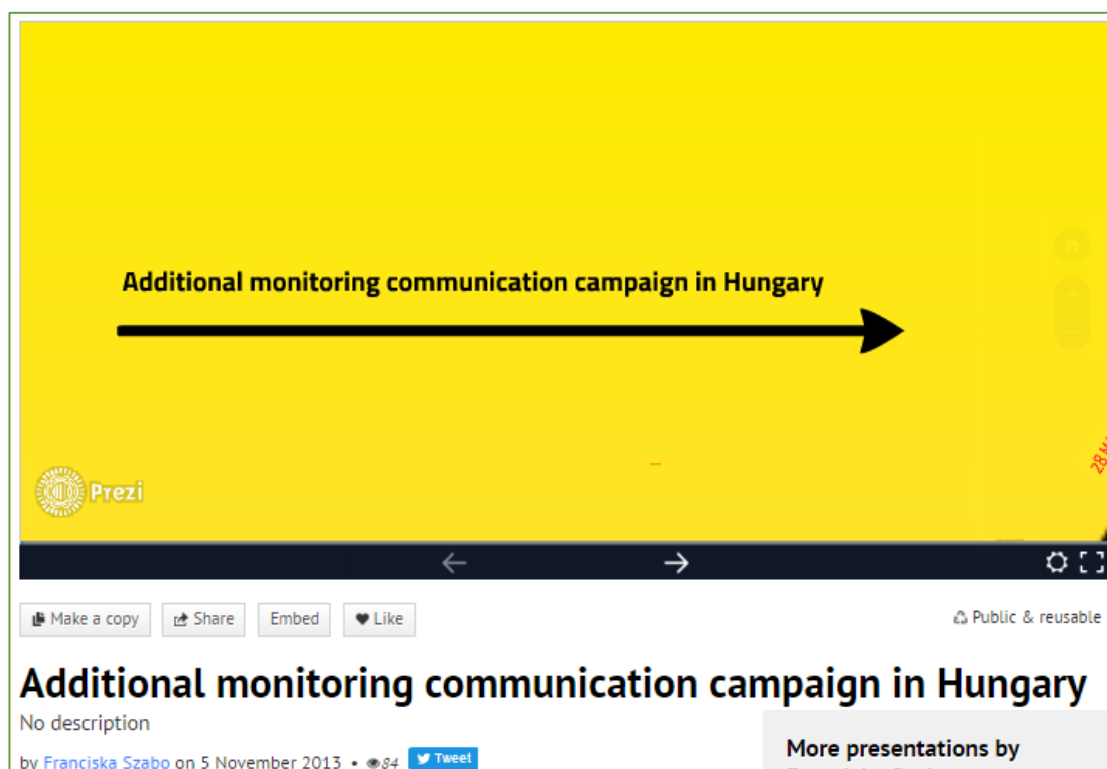 Additional monitoring communication campaign in Hungary
Prezi
Make a copy
Share
Embed
Like
Public & reusable
Additional monitoring communication campaign in Hungary
No description
by Franciska Szabo on 5 November 2013 • 84 Tweet
More presentations by